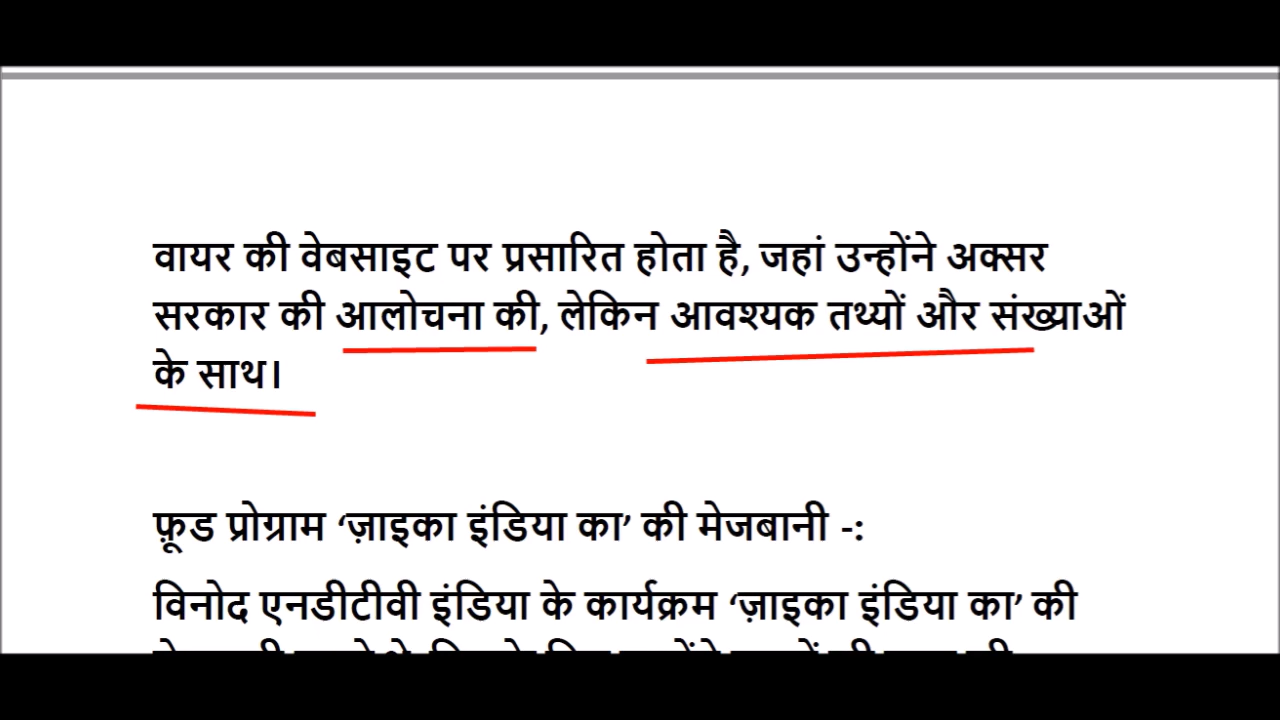 वायर की वेबसाइट पर प्रसारित होता है, जहां उन्होंने अक्सर
सरकार की आलोचना की, लेकिन आवश्यक तथ्यों और संख्याओं
के साथ।
फ़ूड प्रोग्राम ‘ज़ाइका इंडिया का’ की मेजबानी -:
विनोद एनडीटीवी इंडिया के कार्यक्रम ‘ज़ाइका इंडिया का’ की